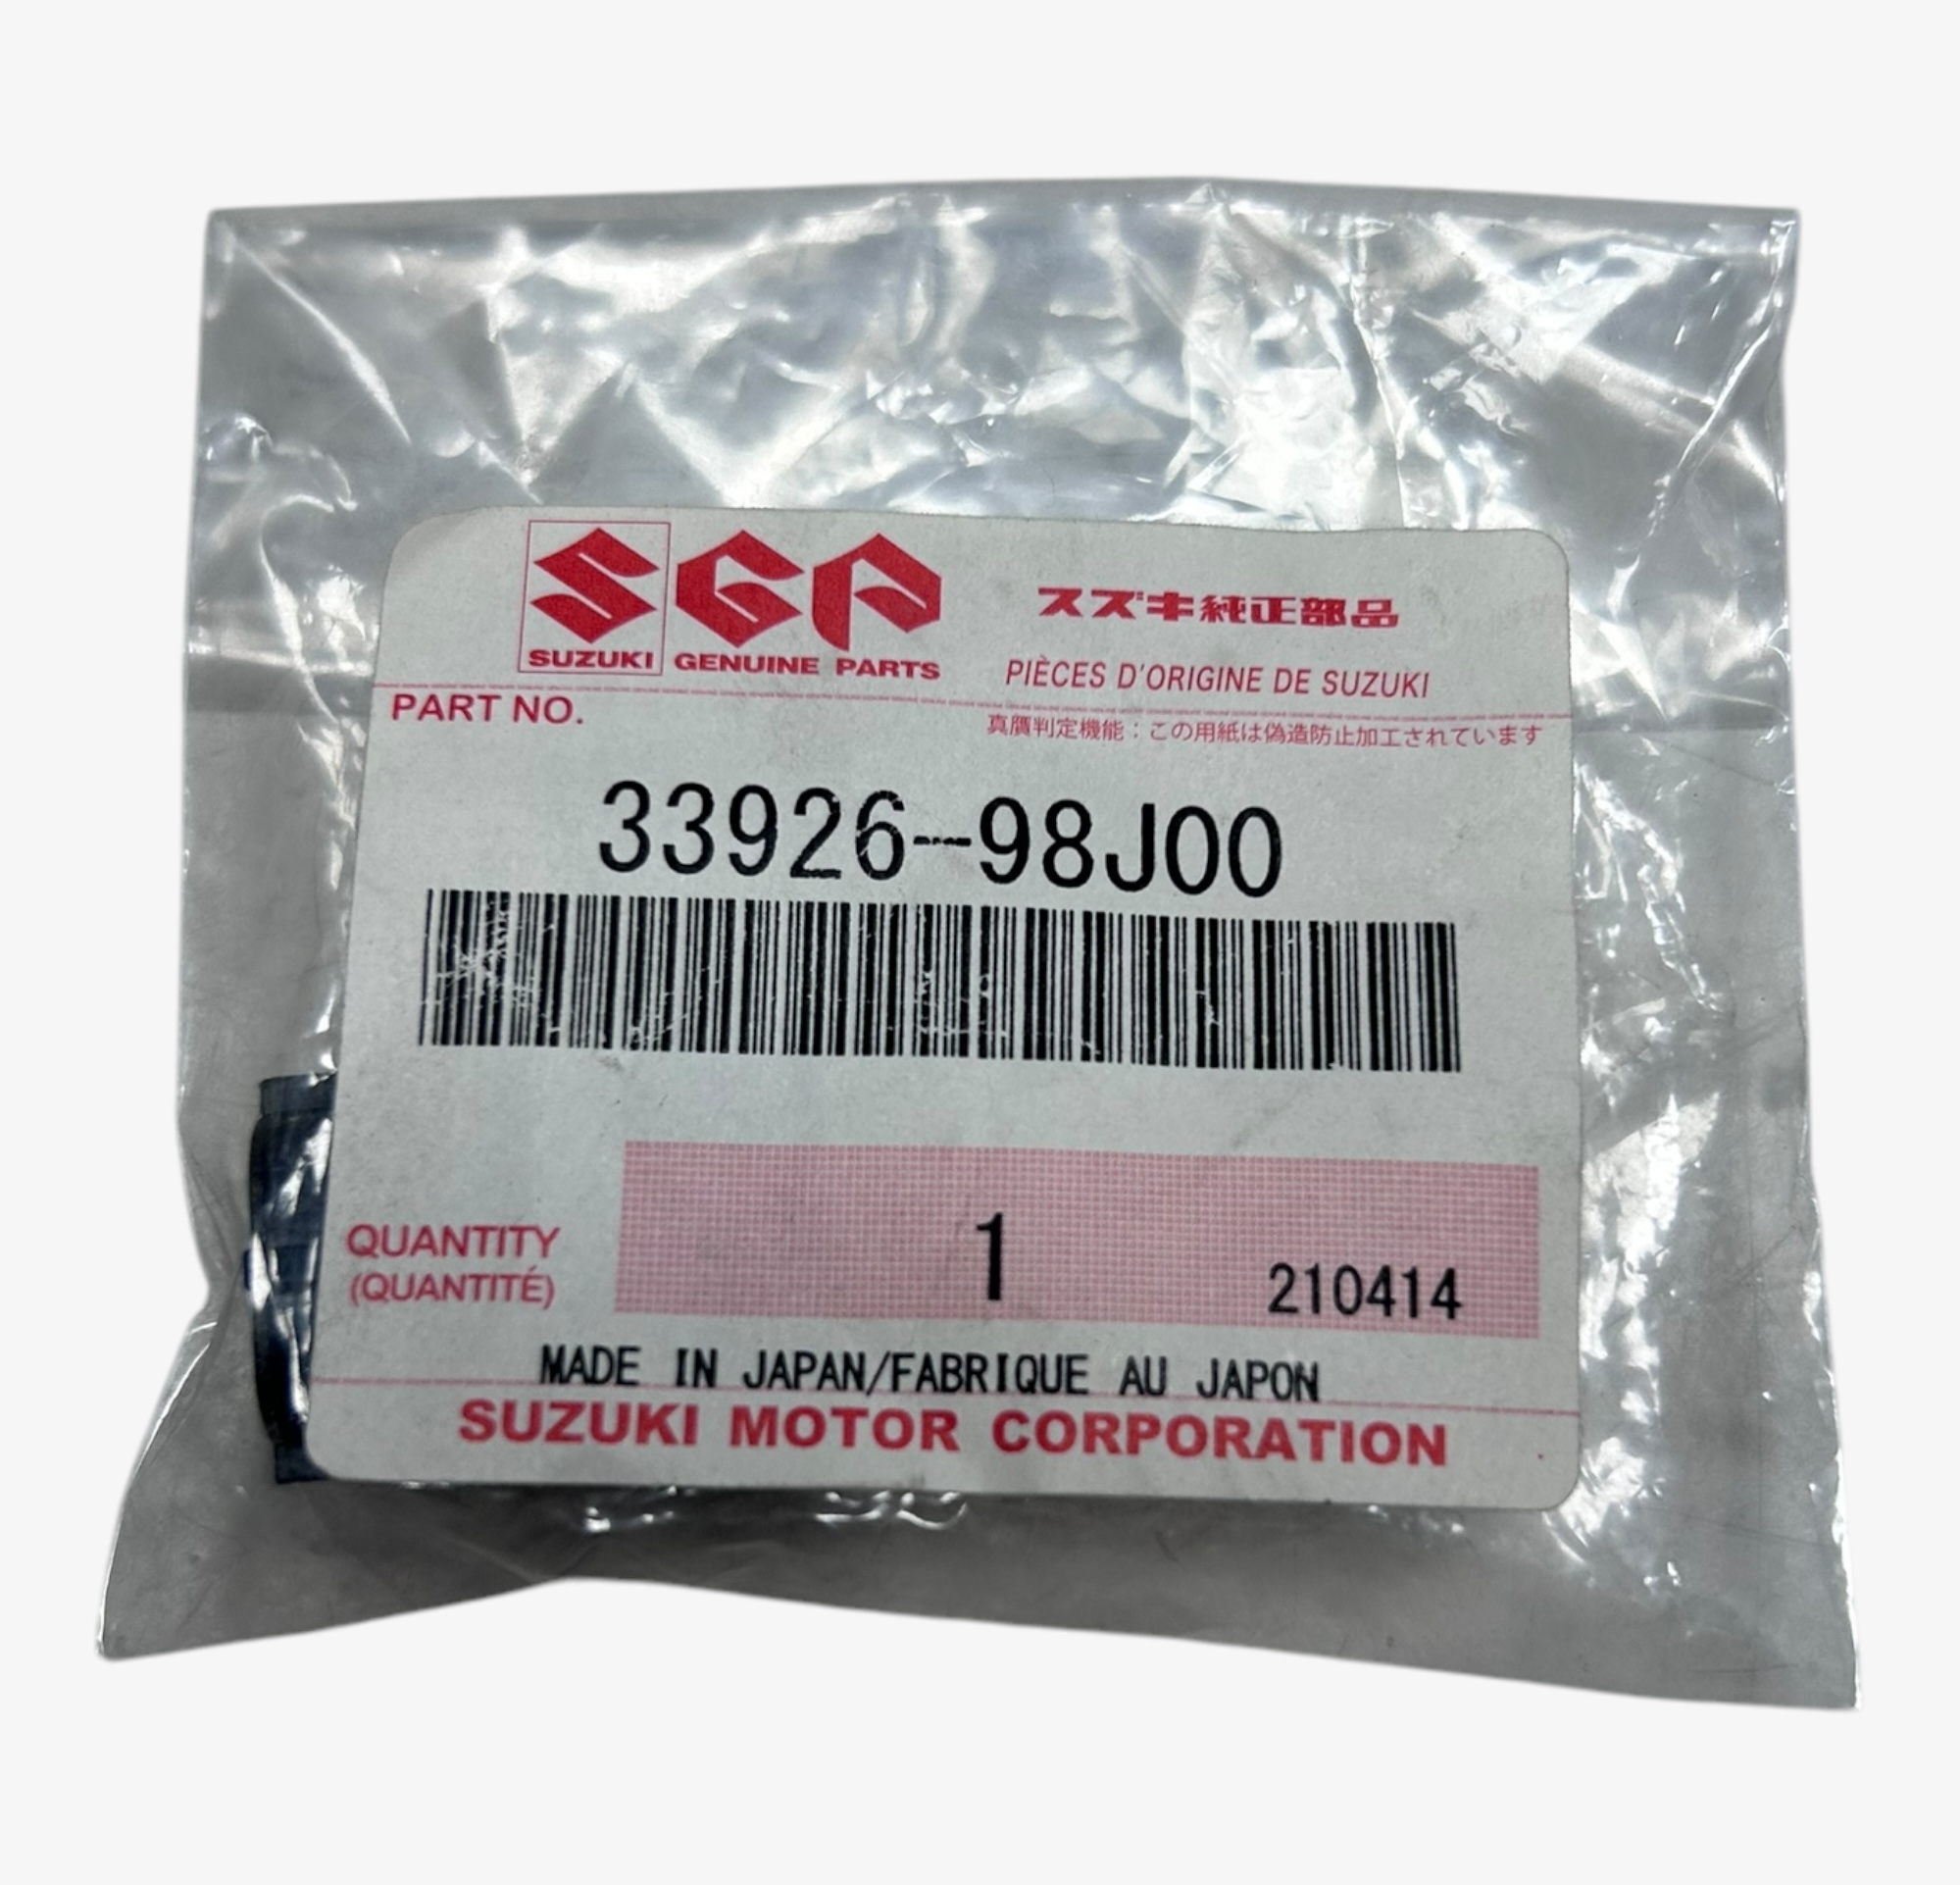 SGP
SUZUKI GENUINE PARTS
スズキ純正部品
PIÈCES D'ORIGINE DE SUZUKI
PART NO.
真贋判定機能：この用紙は偽造防止加工されています
33926-98J00
QUANTITY
(QUANTITÉ)
1
210414
MADE IN JAPAN/FABRIQUE AU JAPON
SUZUKI MOTOR CORPORATION